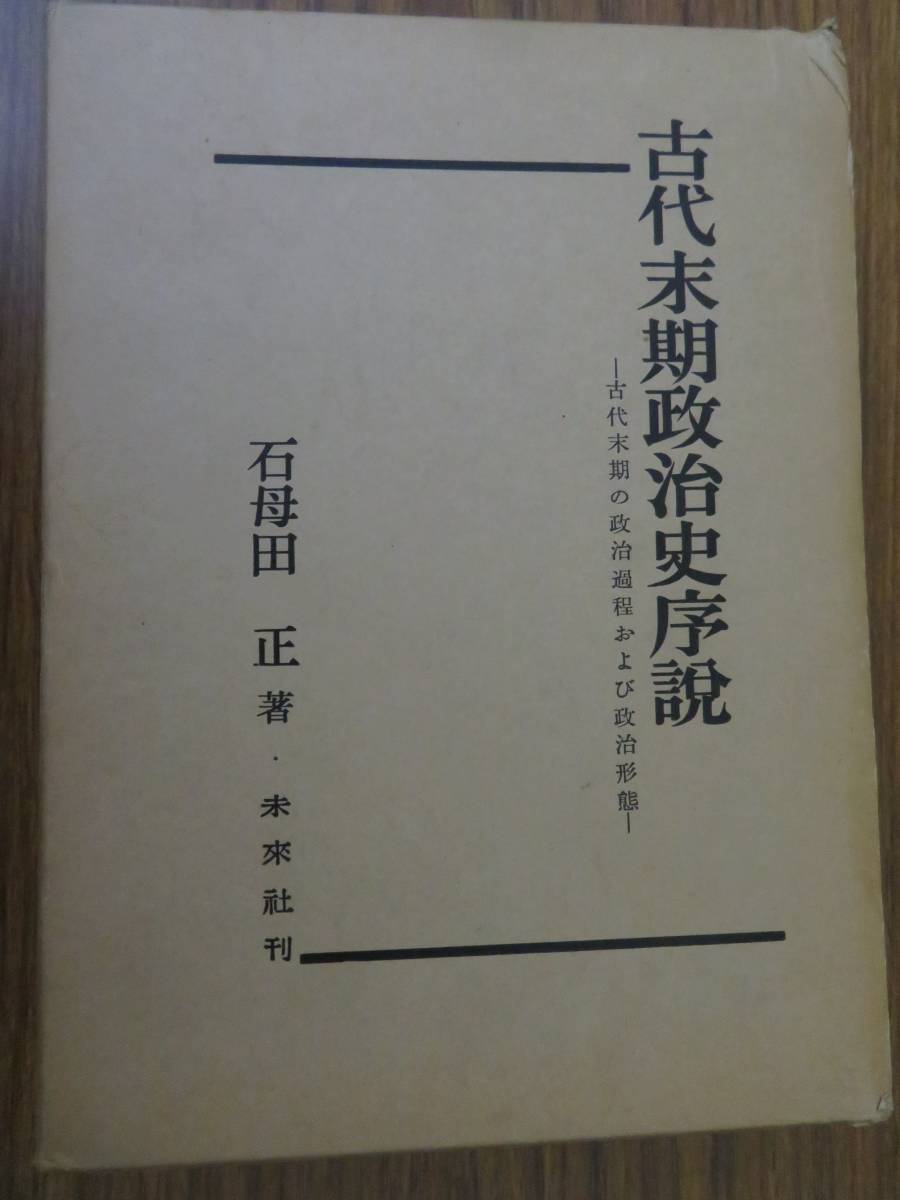 古代末期政治史序說
―古代末期の政治過程および政治形態―
石母田 正 著・未來社刊